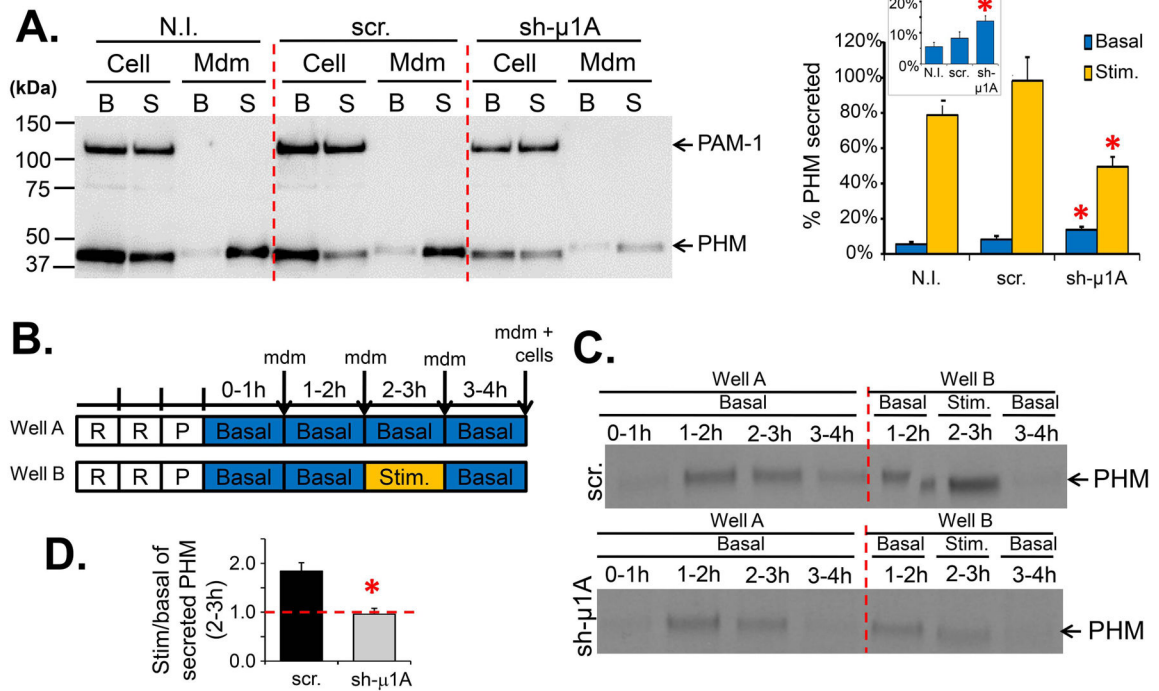 A.
N.I. scr. sh-µ1A
Cell Mdm Cell Mdm Cell Mdm
(kDa) B S B S B S B S B S B S
150
100
75
50
37
←PAM-1
←PHM
20%
10%
0%
N.I. scr. sh-
µ1A
*
Basal
Stim.
% PHM secreted
120%
100%
80%
60%
40%
20%
0%
* *
N.I. scr. sh-µ1A
B.
mdm mdm mdm mdm +
cells
0-1h 1-2h 2-3h 3-4h
Well A R R P Basal Basal Basal Basal
Well B R R P Basal Basal Stim. Basal
C.
Well A Well B
Basal Basal Stim. Basal
0-1h 1-2h 2-3h 3-4h 1-2h 2-3h 3-4h
scr. ←PHM
Well A Well B
Basal Basal Stim. Basal
0-1h 1-2h 2-3h 3-4h 1-2h 2-3h 3-4h
sh-µ1A ←PHM
D.
Stim/basal of
secreted PHM
(2-3h)
2.0
1.0
0.0
*
scr. sh-µ1A